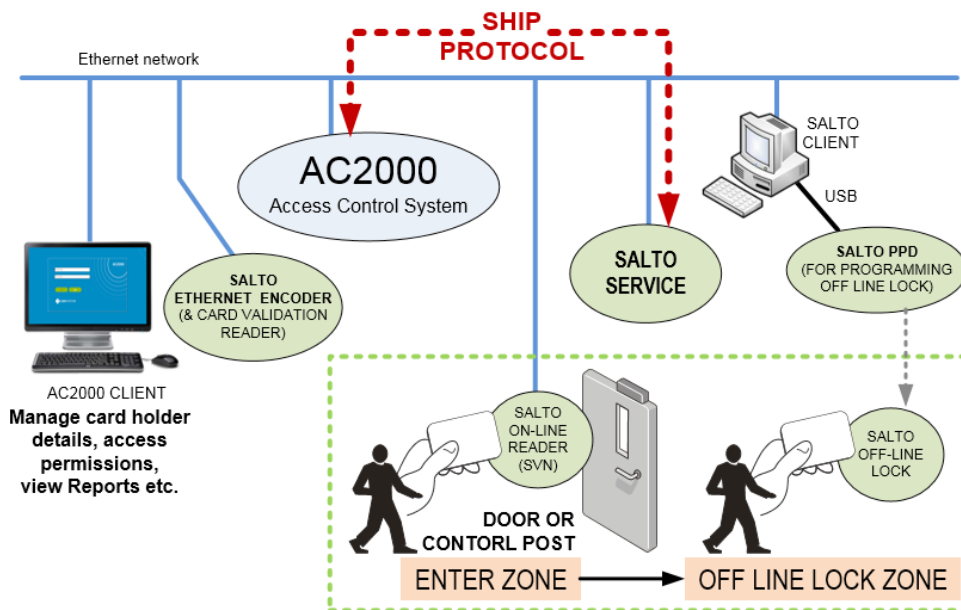 SHIP
PROTOCOL
Ethernet network
SALTO
CLIENT
AC2000
Access Control System
USB
SALTO
ETHERNET ENCODER
(& CARD VALIDATION
READER)
SALTO
SERVICE
SALTO PPD
(FOR PROGRAMMING
OFF LINE LOCK)
AC2000 CLIENT
Manage card holder
details, access
permissions,
view Reports etc.
SALTO
ON-LINE
READER
(SVN)
SALTO
OFF-LINE
LOCK
DOOR OR
CONTORL POST
ENTER ZONE
OFF LINE LOCK ZONE